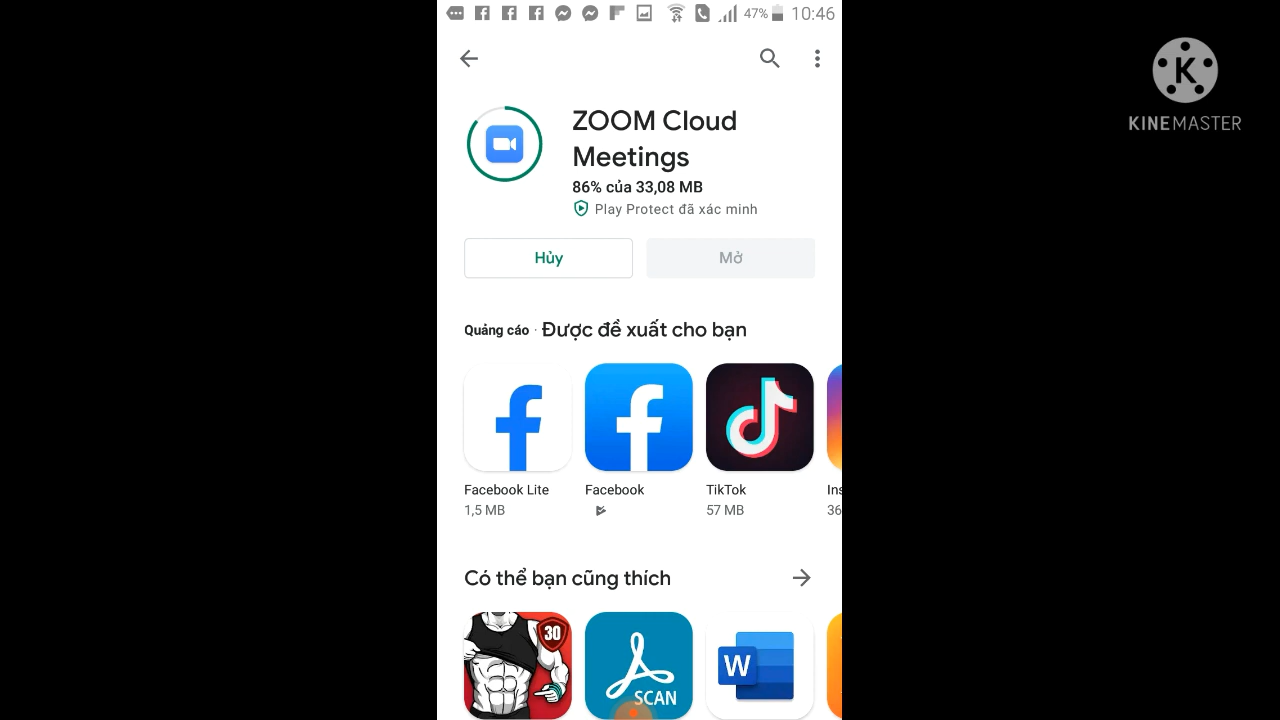 47% 10:46
K
KINEMASTER
ZOOM Cloud
Meetings
86% của 33,08 MB
Play Protect đã xác minh
Hủy
Mở
Quảng cáo · Được đề xuất cho bạn
Facebook Lite
1,5 MB
Facebook
TikTok
57 MB
Ins
36
Có thể bạn cũng thích
30
SCAN
W